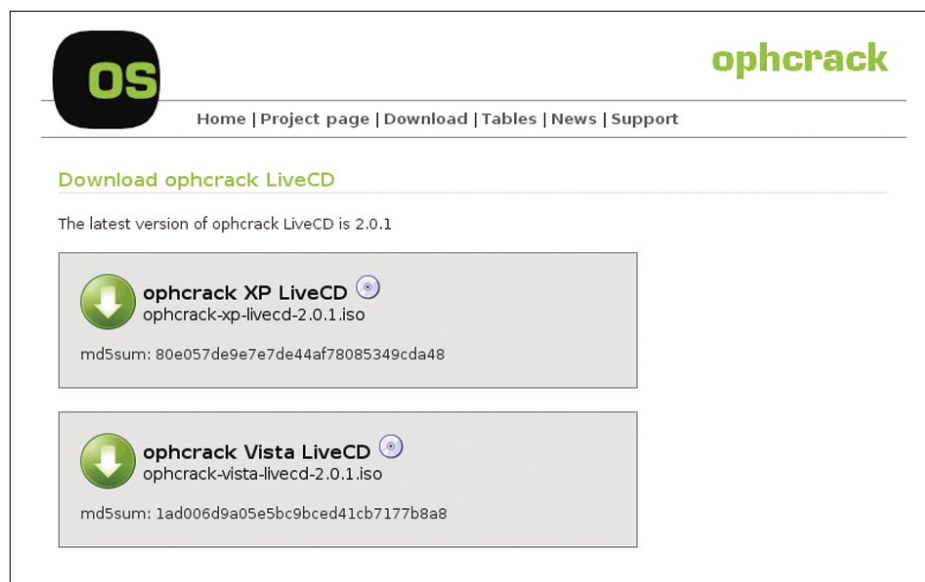 OS
ophcrack
Home | Project page | Download | Tables | News | Support
Download ophcrack LiveCD
The latest version of ophcrack LiveCD is 2.0.1
ophcrack XP LiveCD
ophcrack-xp-livecd-2.0.1.iso
md5sum: 80e057de9e7e7de44af78085349cda48
ophcrack Vista LiveCD
ophcrack-vista-livecd-2.0.1.iso
md5sum: 1ad006d9a05e5bc9bced41cb7177b8a8